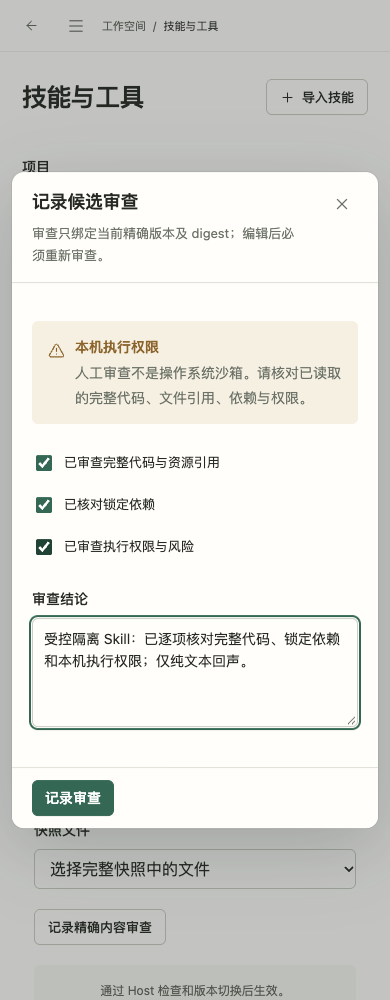 工作空间 / 技能与工具
技能与工具
导入技能
项目
记录候选审查
审查只绑定当前精确版本及 digest；编辑后必
须重新审查。
本机执行权限
人工审查不是操作系统沙箱。请核对已读取
的完整代码、文件引用、依赖与权限。
已审查完整代码与资源引用
已核对锁定依赖
已审查执行权限与风险
审查结论
受控隔离 Skill：已逐项核对完整代码、锁定依赖
和本机执行权限；仅纯文本回声。
记录审查
快照文件
选择完整快照中的文件
记录精确内容审查
通过 Host 检查和版本切换后生效。